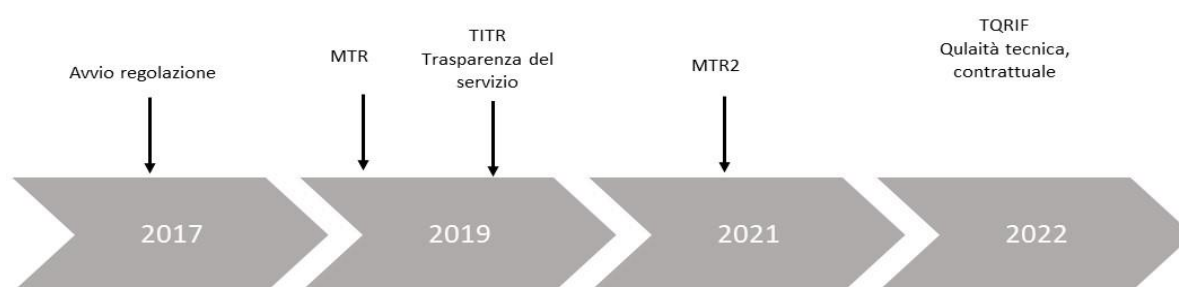 Avvio regolazione
MTR
TITR
Trasparenza del
servizio
MTR2
TQRIF
Qulaità tecnica,
contrattuale
2017
2019
2021
2022